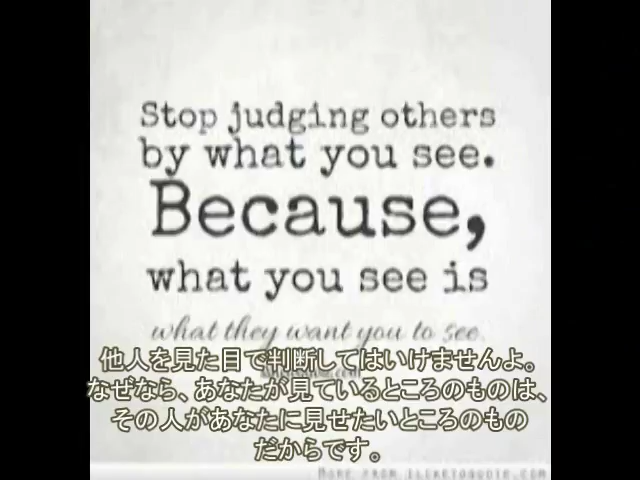 Stop judging others
by what you see.
Because,
what you see is
what they want you to see.
他人を見た目で判断してはいけませんよ。
なぜなら、あなたが見ているところのものは、
その人があなたに見せたいところのもの
だからです。
MORE FROM ILIKETOQUOTE.COM